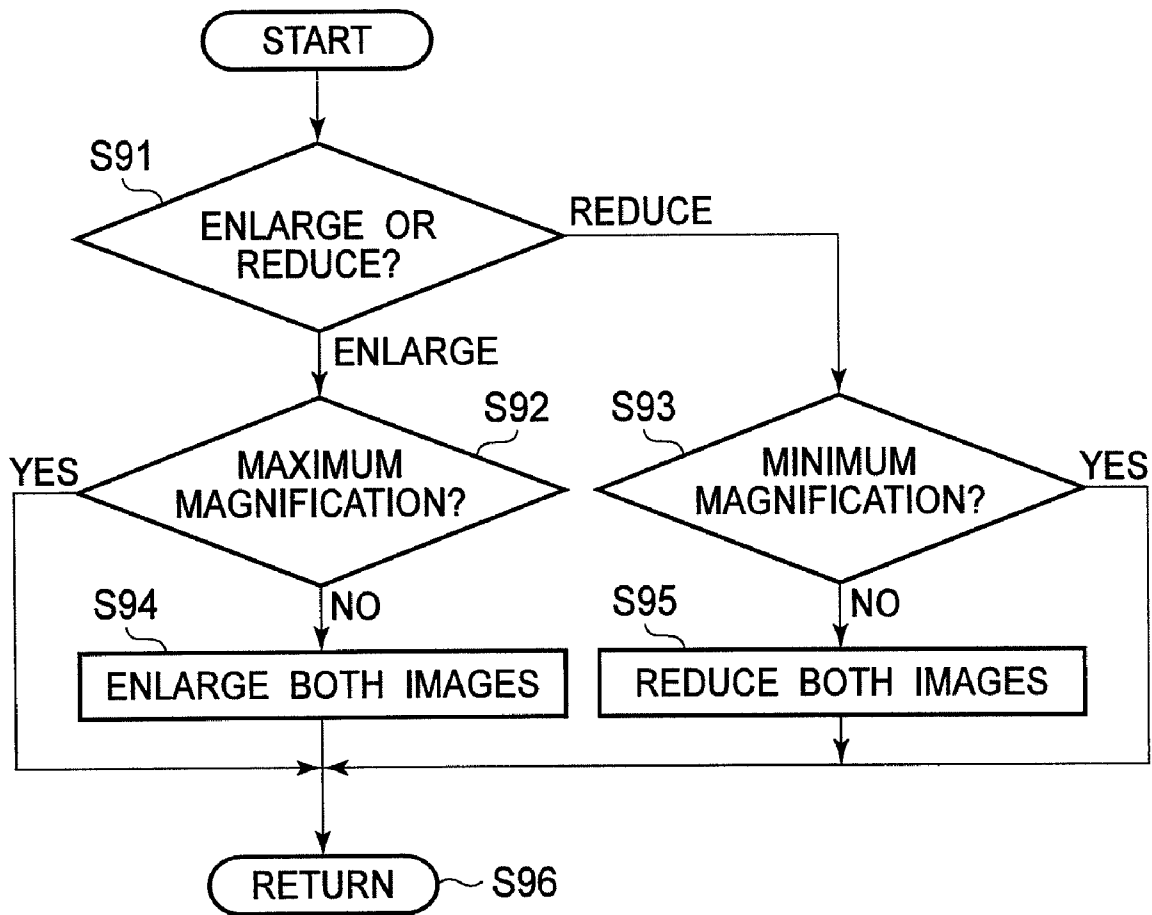 START
S91
ENLARGE OR
REDUCE?
REDUCE
ENLARGE
S92
S93
YES
MAXIMUM
MAGNIFICATION?
MINIMUM
MAGNIFICATION?
YES
S94
NO
S95
NO
ENLARGE BOTH IMAGES
REDUCE BOTH IMAGES
RETURN
S96